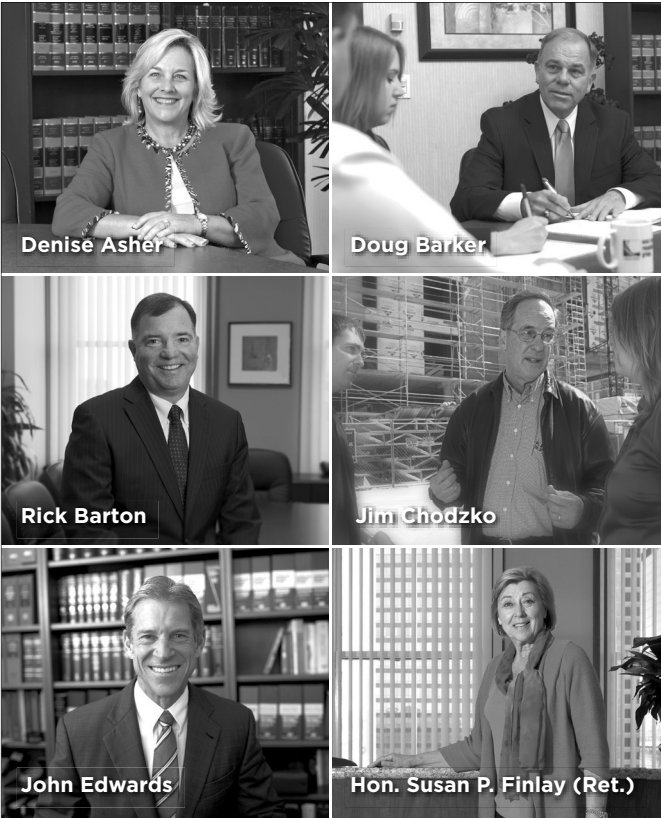 Denise Asher
Doug Barker
Rick Barton
Jim Chodzko
John Edwards
Hon. Susan P. Finlay (Ret.)